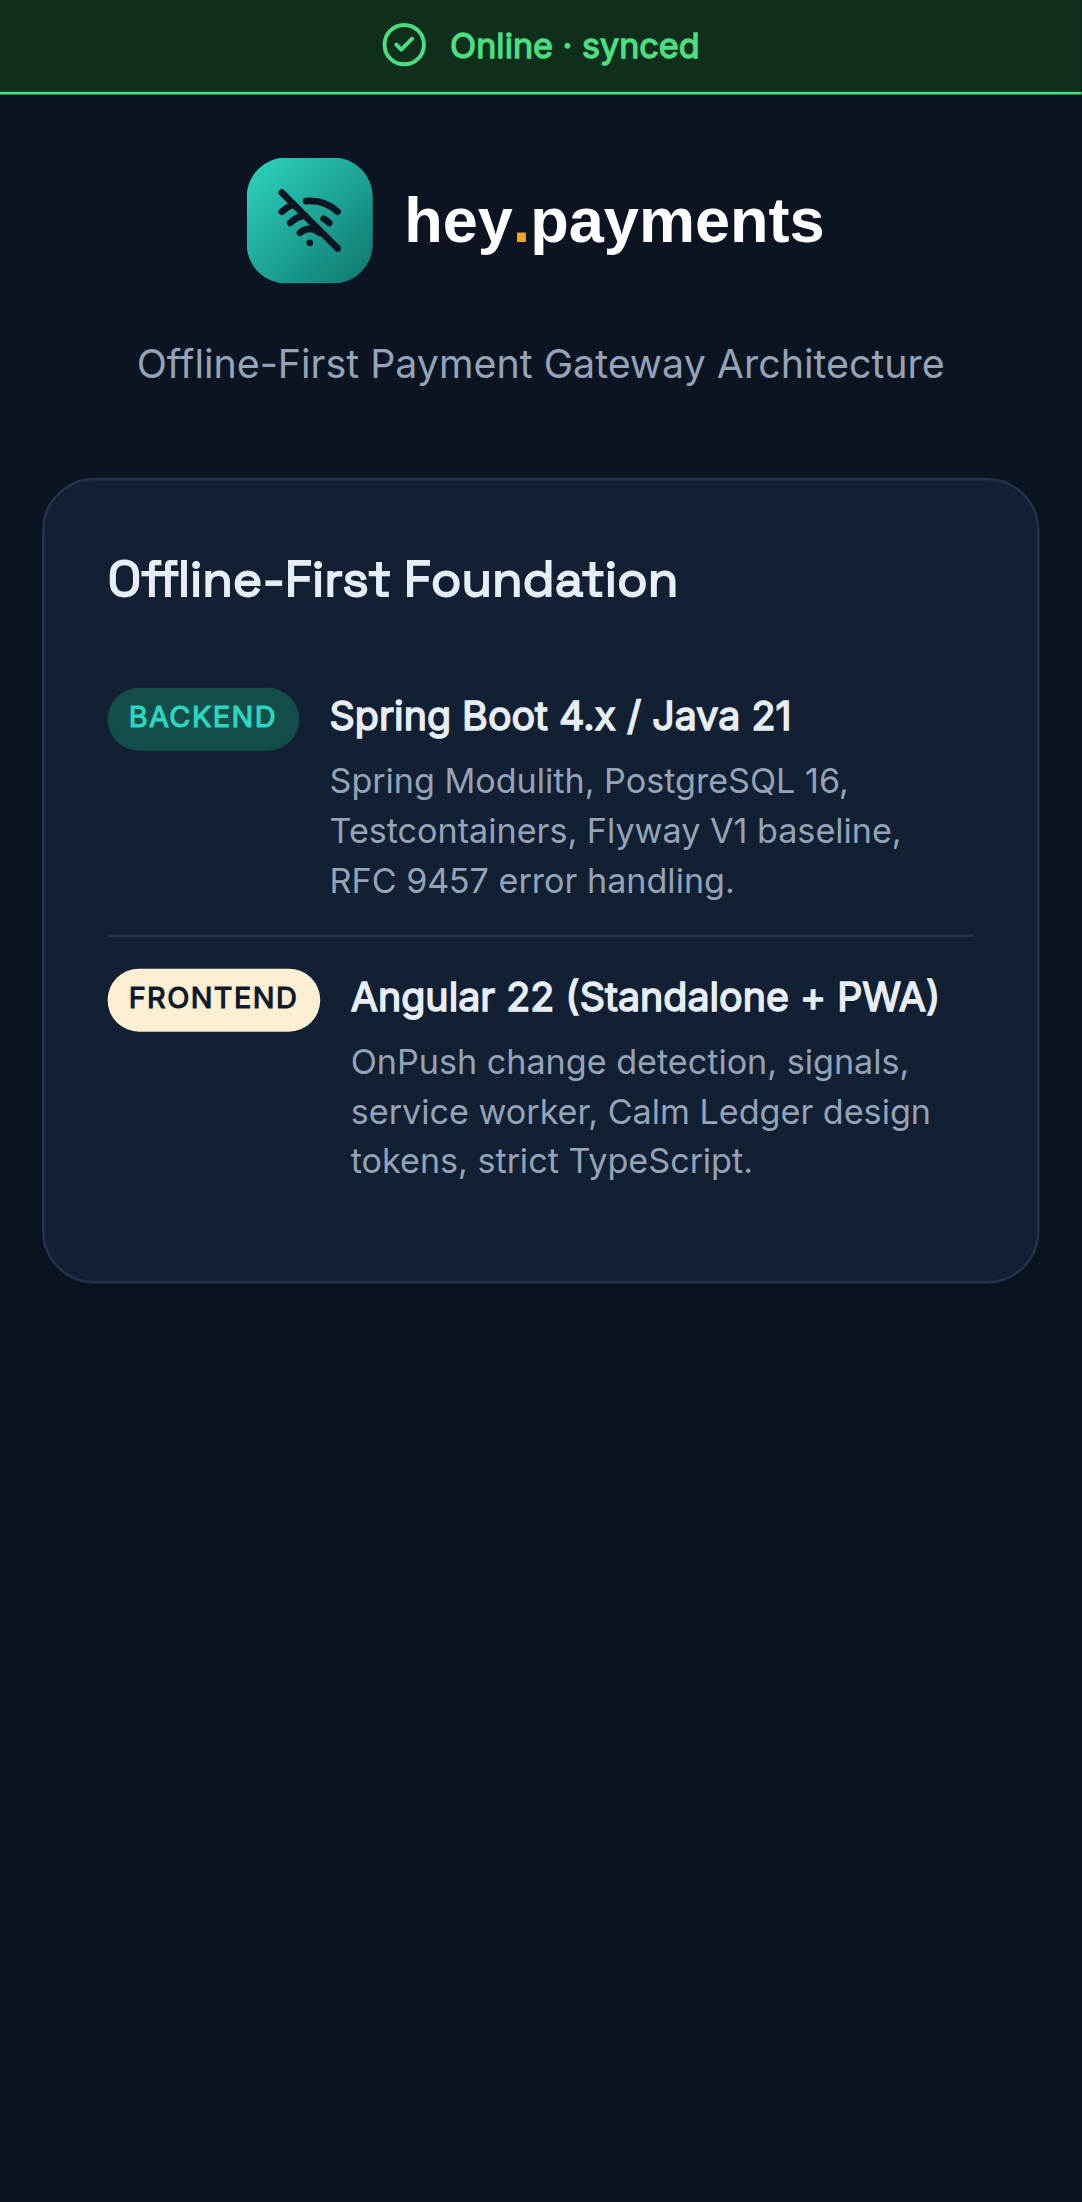 Online · synced
hey.payments
Offline-First Payment Gateway Architecture
Offline-First Foundation
BACKEND
Spring Boot 4.x / Java 21
Spring Modulith, PostgreSQL 16,
Testcontainers, Flyway V1 baseline,
RFC 9457 error handling.
FRONTEND
Angular 22 (Standalone + PWA)
OnPush change detection, signals,
service worker, Calm Ledger design
tokens, strict TypeScript.